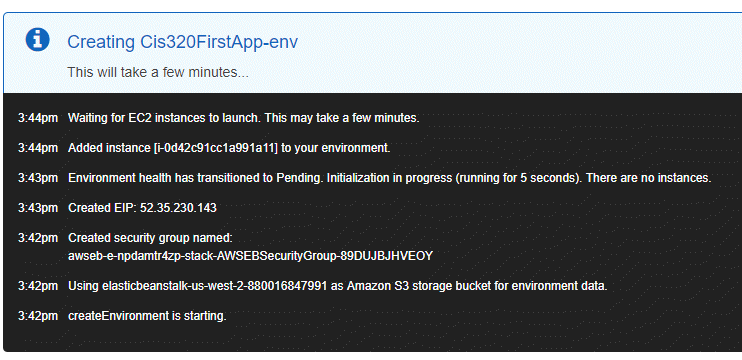 Creating Cis320FirstApp-env
This will take a few minutes...
3:44pm Waiting for EC2 instances to launch. This may take a few minutes.
3:44pm Added instance [i-0d42c91cc1a991a11] to your environment.
3:43pm Environment health has transitioned to Pending. Initialization in progress (running for 5 seconds). There are no instances.
3:43pm Created EIP: 52.35.230.143
3:42pm Created security group named:
awseb-e-npdamtr4zp-stack-AWSEBSecurityGroup-89DUJBJHVEOY
3:42pm Using elasticbeanstalk-us-west-2-880016847991 as Amazon S3 storage bucket for environment data.
3:42pm createEnvironment is starting.